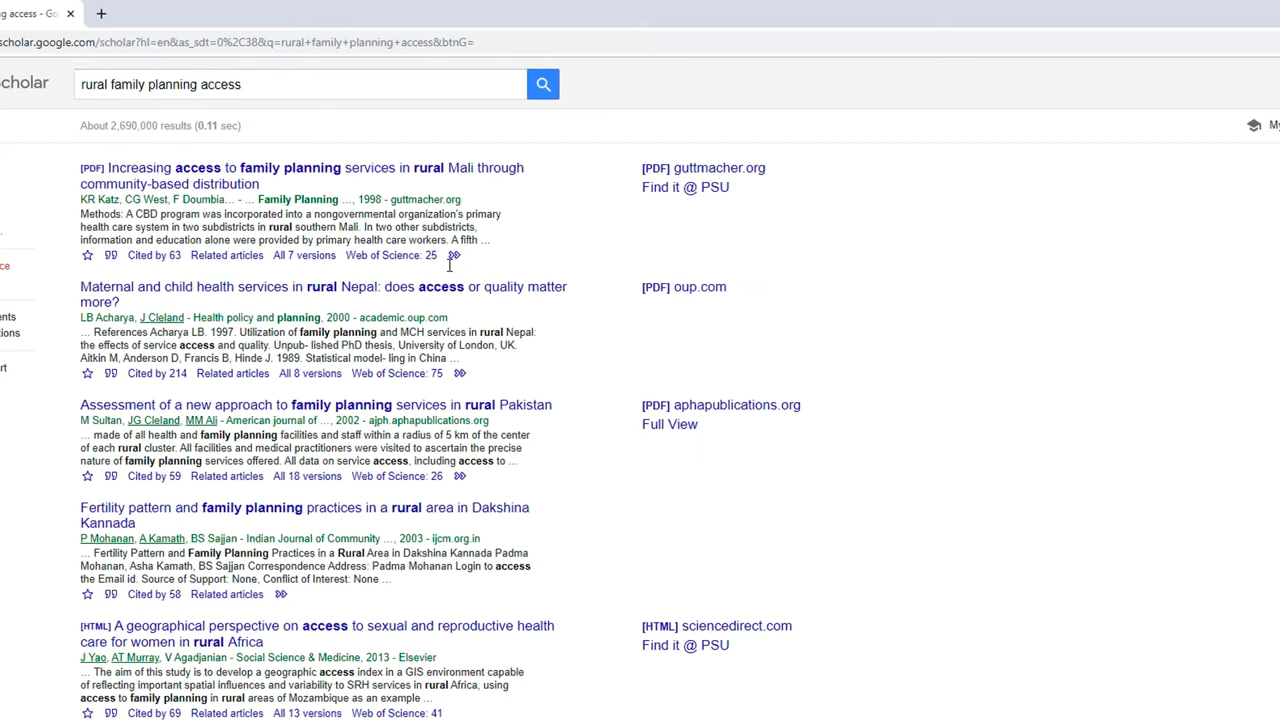 ng access - Go
scholar.google.com/scholar?hl=en&as_sdt=0%2C38&q=rural+family+planning+access&btnG=
cholar
rural family planning access
About 2,690,000 results (0.11 sec)
My
[PDF] Increasing access to family planning services in rural Mali through
community-based distribution
KR Katz, CG West, F Doumbia… - … Family Planning …, 1998 - guttmacher.org
Methods: A CBD program was incorporated into a nongovernmental organization's primary
health care system in two subdistricts in rural southern Mali. In two other subdistricts,
information and education alone were provided by primary health care workers. A fifth …
Cited by 63 Related articles All 7 versions Web of Science: 25
[PDF] guttmacher.org
Find it @ PSU
Maternal and child health services in rural Nepal: does access or quality matter
more?
LB Acharya, J Cleland - Health policy and planning, 2000 - academic.oup.com
… References Acharya LB. 1997. Utilization of family planning and MCH services in rural Nepal:
the effects of service access and quality. Unpub- lished PhD thesis, University of London, UK.
Aitkin M, Anderson D, Francis B, Hinde J. 1989. Statistical model- ling in China …
Cited by 214 Related articles All 8 versions Web of Science: 75
[PDF] oup.com
Assessment of a new approach to family planning services in rural Pakistan
M Sultan, JG Cleland, MM Ali - American journal of …, 2002 - ajph.aphapublications.org
… made of all health and family planning facilities and staff within a radius of 5 km of the center
of each rural cluster. All facilities and medical practitioners were visited to ascertain the precise
nature of family planning services offered. All data on service access, including access to …
Cited by 59 Related articles All 18 versions Web of Science: 26
[PDF] aphapublications.org
Full View
Fertility pattern and family planning practices in a rural area in Dakshina
Kannada
P Mohanan, A Kamath, BS Sajjan - Indian Journal of Community …, 2003 - ijcm.org.in
… Fertility Pattern and Family Planning Practices in a Rural Area in Dakshina Kannada Padma
Mohanan, Asha Kamath, BS Sajjan Correspondence Address: Padma Mohanan Login to access
the Email id. Source of Support: None, Conflict of Interest: None …
Cited by 58 Related articles
[HTML] A geographical perspective on access to sexual and reproductive health
care for women in rural Africa
J Yao, AT Murray, V Agadjanian - Social Science & Medicine, 2013 - Elsevier
… The aim of this study is to develop a geographic access index in a GIS environment capable
of reflecting important spatial influences and variability to SRH services in rural Africa, using
access to family planning in rural areas of Mozambique as an example …
Cited by 69 Related articles All 13 versions Web of Science: 41
[HTML] sciencedirect.com
Find it @ PSU
ce
ents
tions
rt